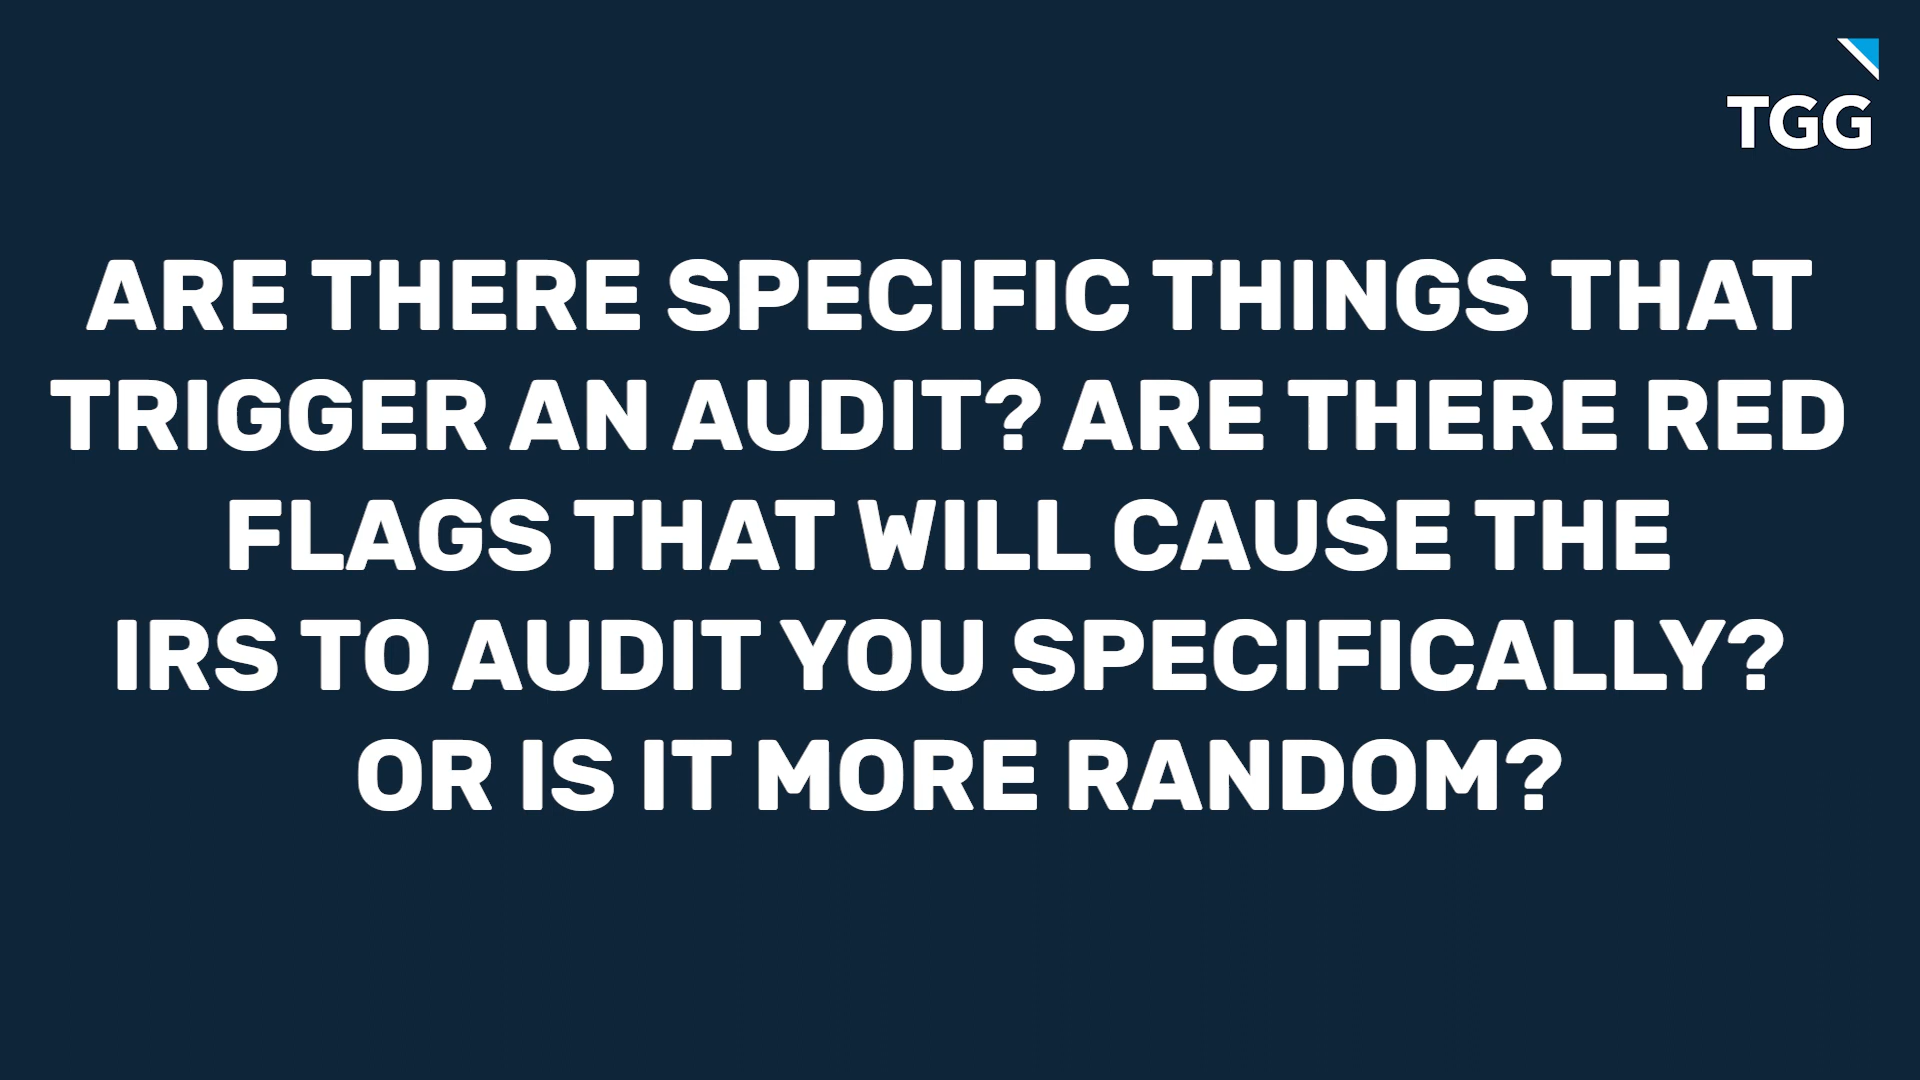 TGG
ARE THERE SPECIFIC THINGS THAT
TRIGGER AN AUDIT? ARE THERE RED
FLAGS THAT WILL CAUSE THE
IRS TO AUDIT YOU SPECIFICALLY?
OR IS IT MORE RANDOM?